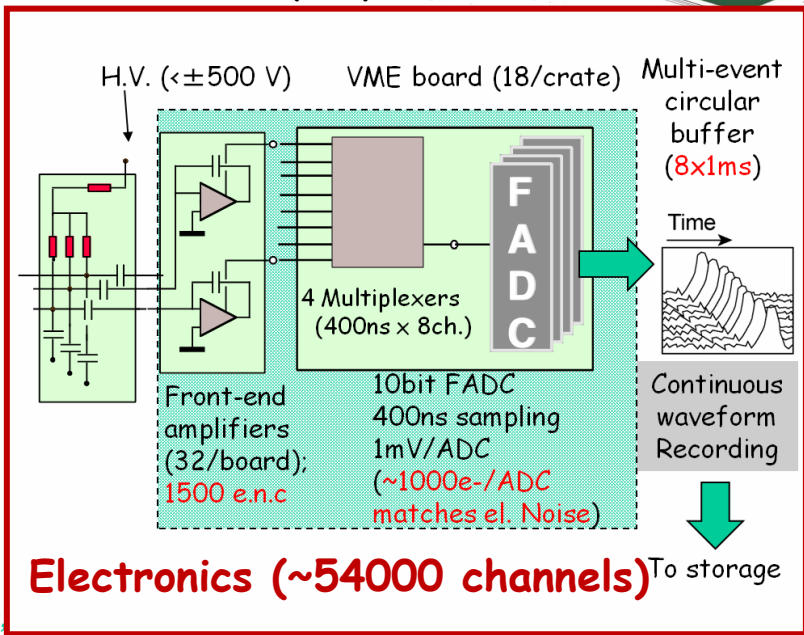 H.V. (<±500 V)
VME board (18/crate)
Multi-event
circular
buffer
(8x1ms)
F
A
D
C
Time
4 Multiplexers
(400ns x 8ch.)
Front-end
amplifiers
(32/board);
1500 e.n.c
10bit FADC
400ns sampling
1mV/ADC
(~1000e-/ADC
matches el. Noise)
Continuous
waveform
Recording
To storage
Electronics (~54000 channels)